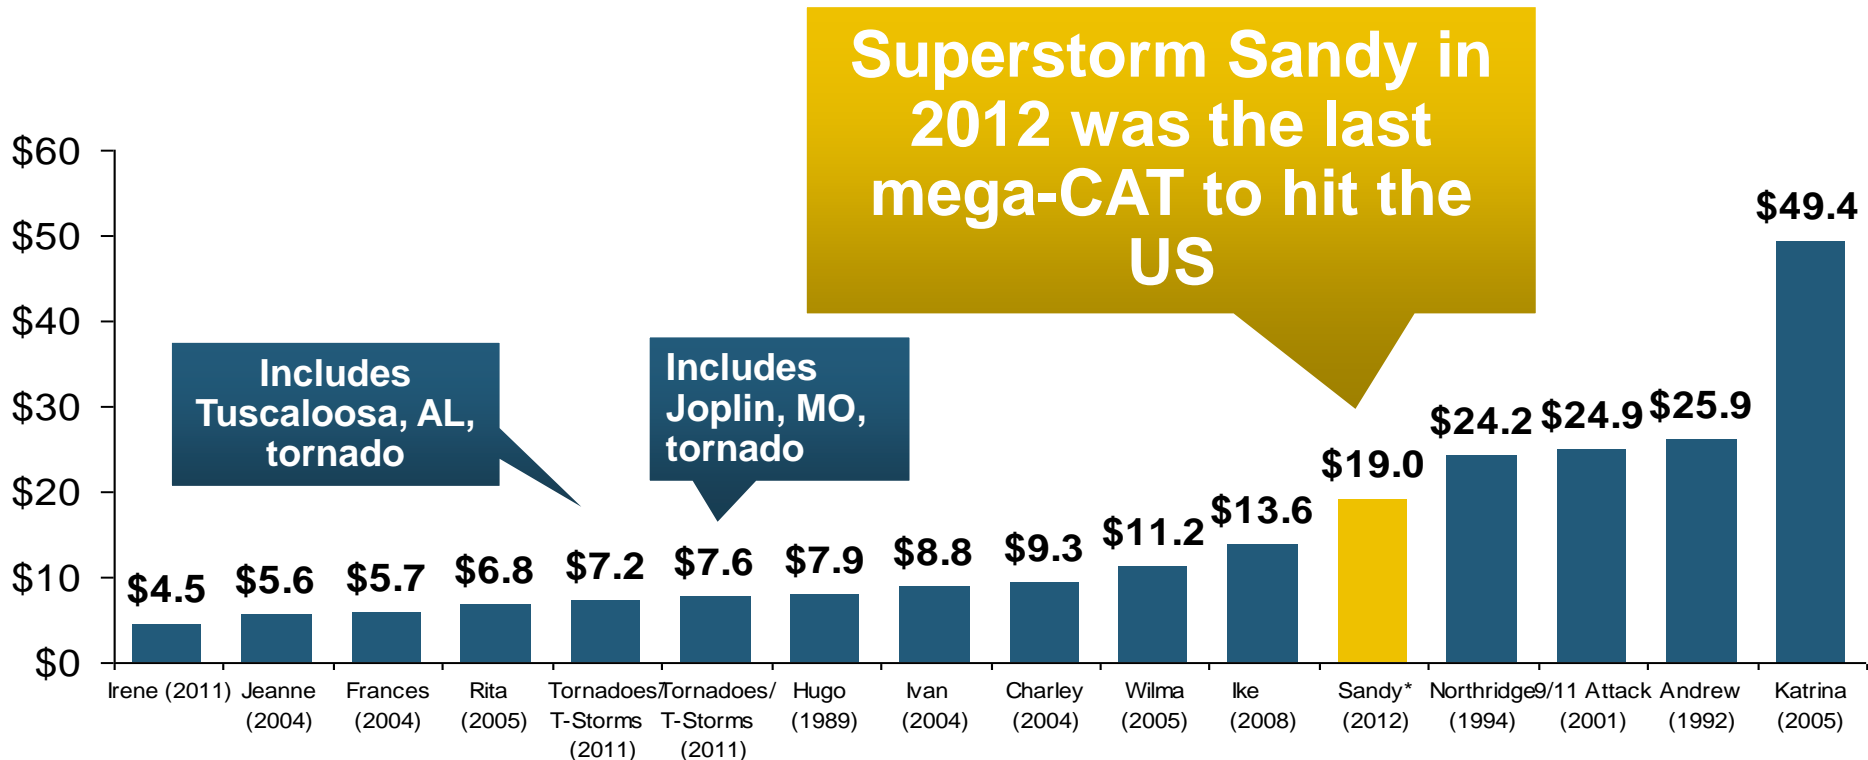 Superstorm Sandy in
2012 was the last
mega-CAT to hit the
US
$60
$50
$40
$30
$20
$10
$0
Includes
Tuscaloosa, AL,
tornado
Includes
Joplin, MO,
tornado
$4.5
$5.6
$5.7
$6.8
$7.2
$7.6
$7.9
$8.8
$9.3
$11.2
$13.6
$19.0
$24.2
$24.9
$25.9
$49.4
Irene (2011)
Jeanne
(2004)
Frances
(2004)
Rita
(2005)
Tornadoes/
T-Storms
(2011)
Tornadoes/
T-Storms
(2011)
Hugo
(1989)
Ivan
(2004)
Charley
(2004)
Wilma
(2005)
Ike
(2008)
Sandy*
(2012)
Northridge
(1994)
9/11 Attack
(2001)
Andrew
(1992)
Katrina
(2005)